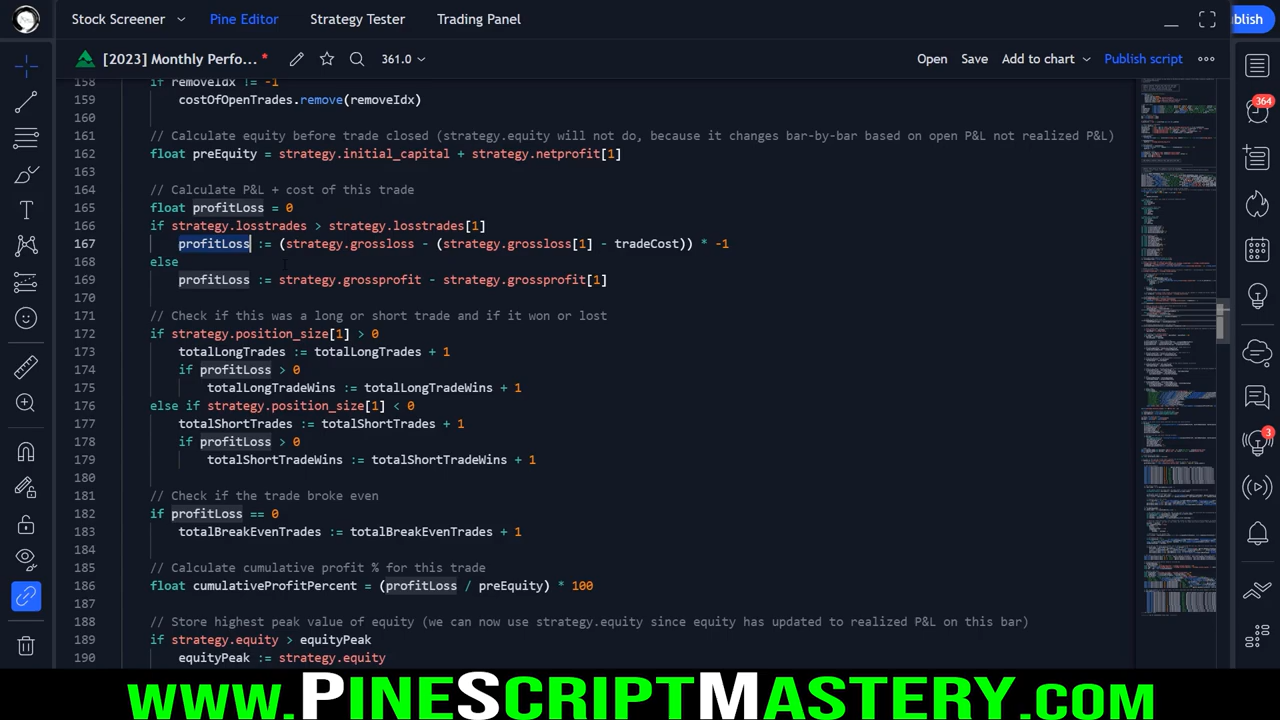 Stock Screener Pine Editor Strategy Tester Trading Panel
blish
[2023] Monthly Perfo... * 361.0 Open Save Add to chart Publish script
364
3
158 if removeIdx != -1
159 costOfOpenTrades.remove(removeIdx)
160
161 // Calculate equity before trade closed (strategy.equity will not do, because it changes bar-by-bar based on open P&L not realized P&L)
162 float preEquity = strategy.initial_capital + strategy.netprofit[1]
163
164 // Calculate P&L + cost of this trade
165 float profitLoss = 0
166 if strategy.losstrades > strategy.losstrades[1]
167 profitLoss := (strategy.grossloss - (strategy.grossloss[1] - tradeCost)) * -1
168 else
169 profitLoss := strategy.grossprofit - strategy.grossprofit[1]
170
171 // Check if this was a long or short trade and if it won or lost
172 if strategy.position_size[1] > 0
173 totalLongTrades := totalLongTrades + 1
174 if profitLoss > 0
175 totalLongTradeWins := totalLongTradeWins + 1
176 else if strategy.position_size[1] < 0
177 totalShortTrades := totalShortTrades + 1
178 if profitLoss > 0
179 totalShortTradeWins := totalShortTradeWins + 1
180
181 // Check if the trade broke even
182 if profitLoss == 0
183 totalBreakEvenTrades := totalBreakEvenTrades + 1
184
185 // Calculate cumulative profit % for this
186 float cumulativeProfitPercent = (profitLoss / preEquity) * 100
187
188 // Store highest peak value of equity (we can now use strategy.equity since equity has updated to realized P&L on this bar)
189 if strategy.equity > equityPeak
190 equityPeak := strategy.equity
www.PineScriptMastery.com